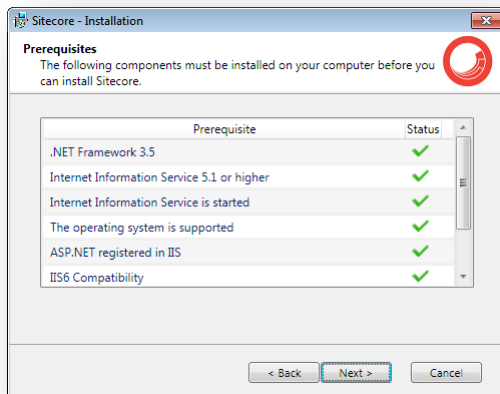 Sitecore - Installation
Prerequisites
The following components must be installed on your computer before you
can install Sitecore.
Prerequisite Status
.NET Framework 3.5
Internet Information Service 5.1 or higher
Internet Information Service is started
The operating system is supported
ASP.NET registered in IIS
IIS6 Compatibility
< Back Next > Cancel